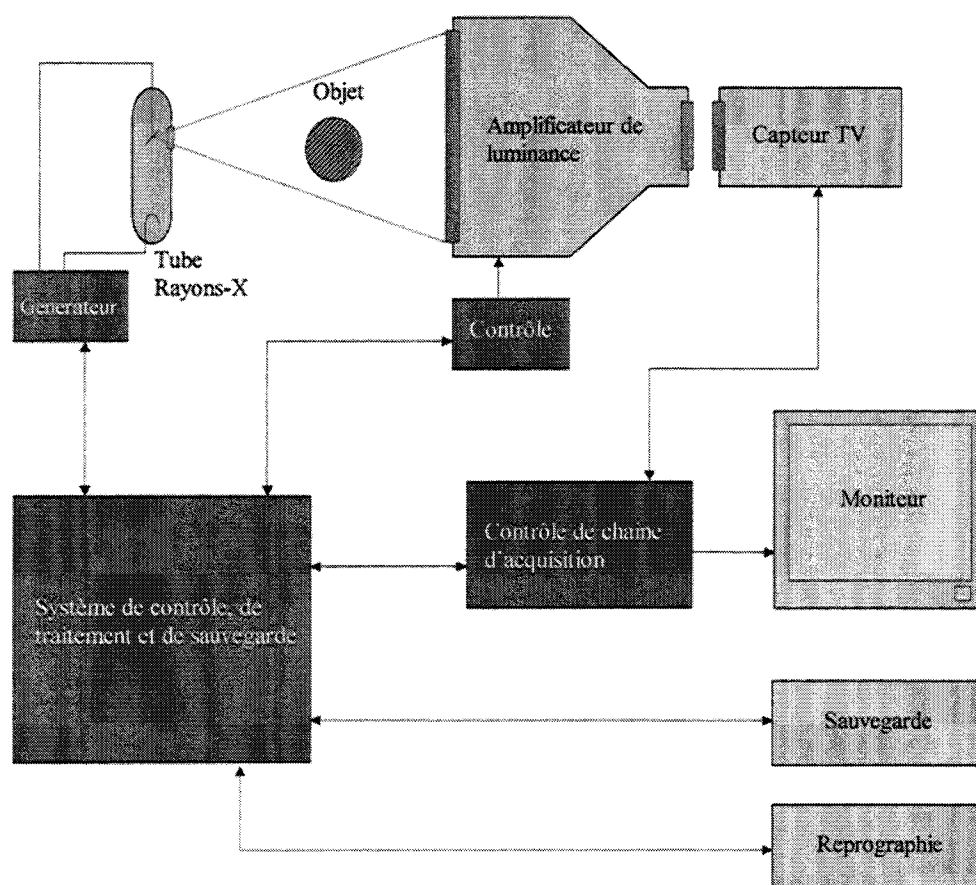 Objet
Amplificateur de
luminance
Capteur TV
Tube
Rayons-X
Générateur
Contrôle
Moniteur
Contrôle de chaine
d'acquisition
Système de contrôle, de
traitement et de sauvegarde
Sauvegarde
Reprographie